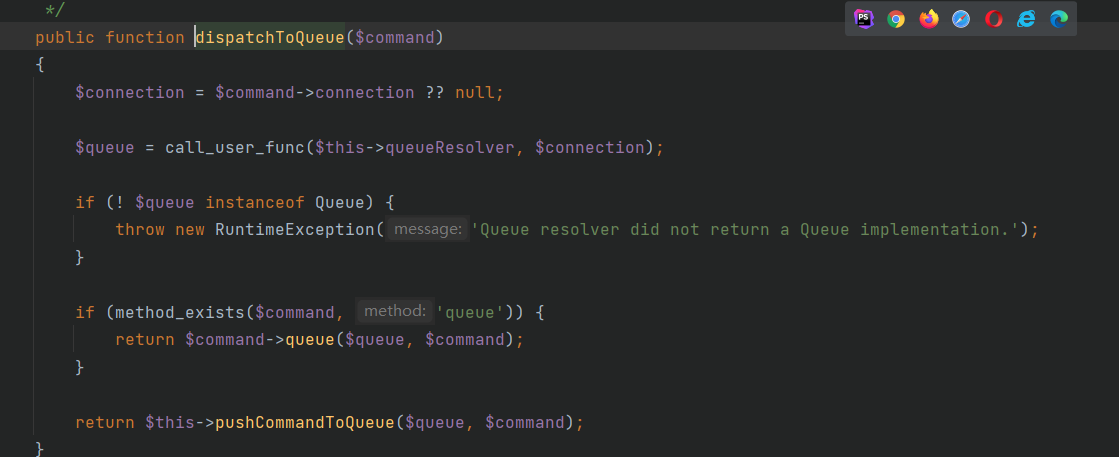 */
public function dispatchToQueue($command)
{
$connection = $command->connection ?? null;
$queue = call_user_func($this->queueResolver, $connection);
if (! $queue instanceof Queue) {
throw new RuntimeException( message: 'Queue resolver did not return a Queue implementation.');
}
if (method_exists($command, method: 'queue')) {
return $command->queue($queue, $command);
}
return $this->pushCommandToQueue($queue, $command);
}